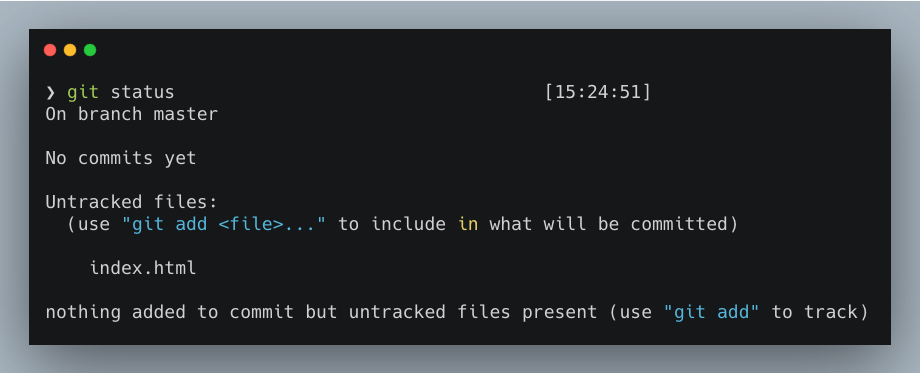 ❯ git status [15:24:51]
On branch master
No commits yet
Untracked files:
(use "git add <file>..." to include in what will be committed)
index.html
nothing added to commit but untracked files present (use "git add" to track)